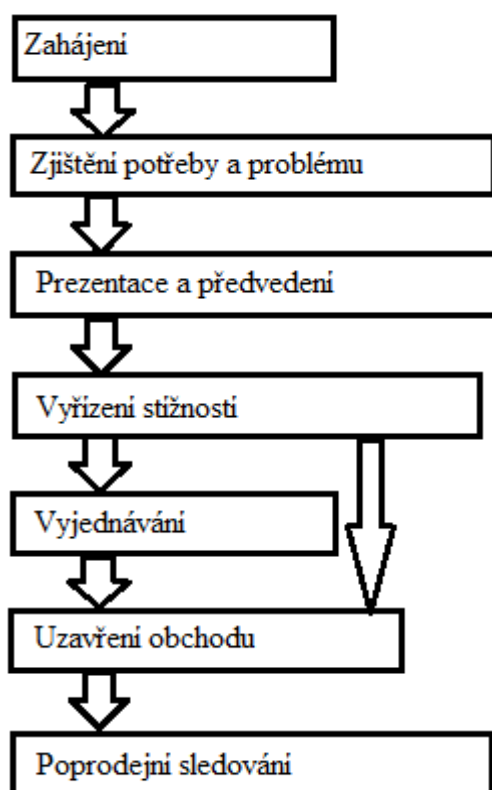 Zahájení
Zjištění potřeby a problému
Prezentace a předvedení
Vyřízení stížností
Vyjednávání
Uzavření obchodu
Poprodejní sledování